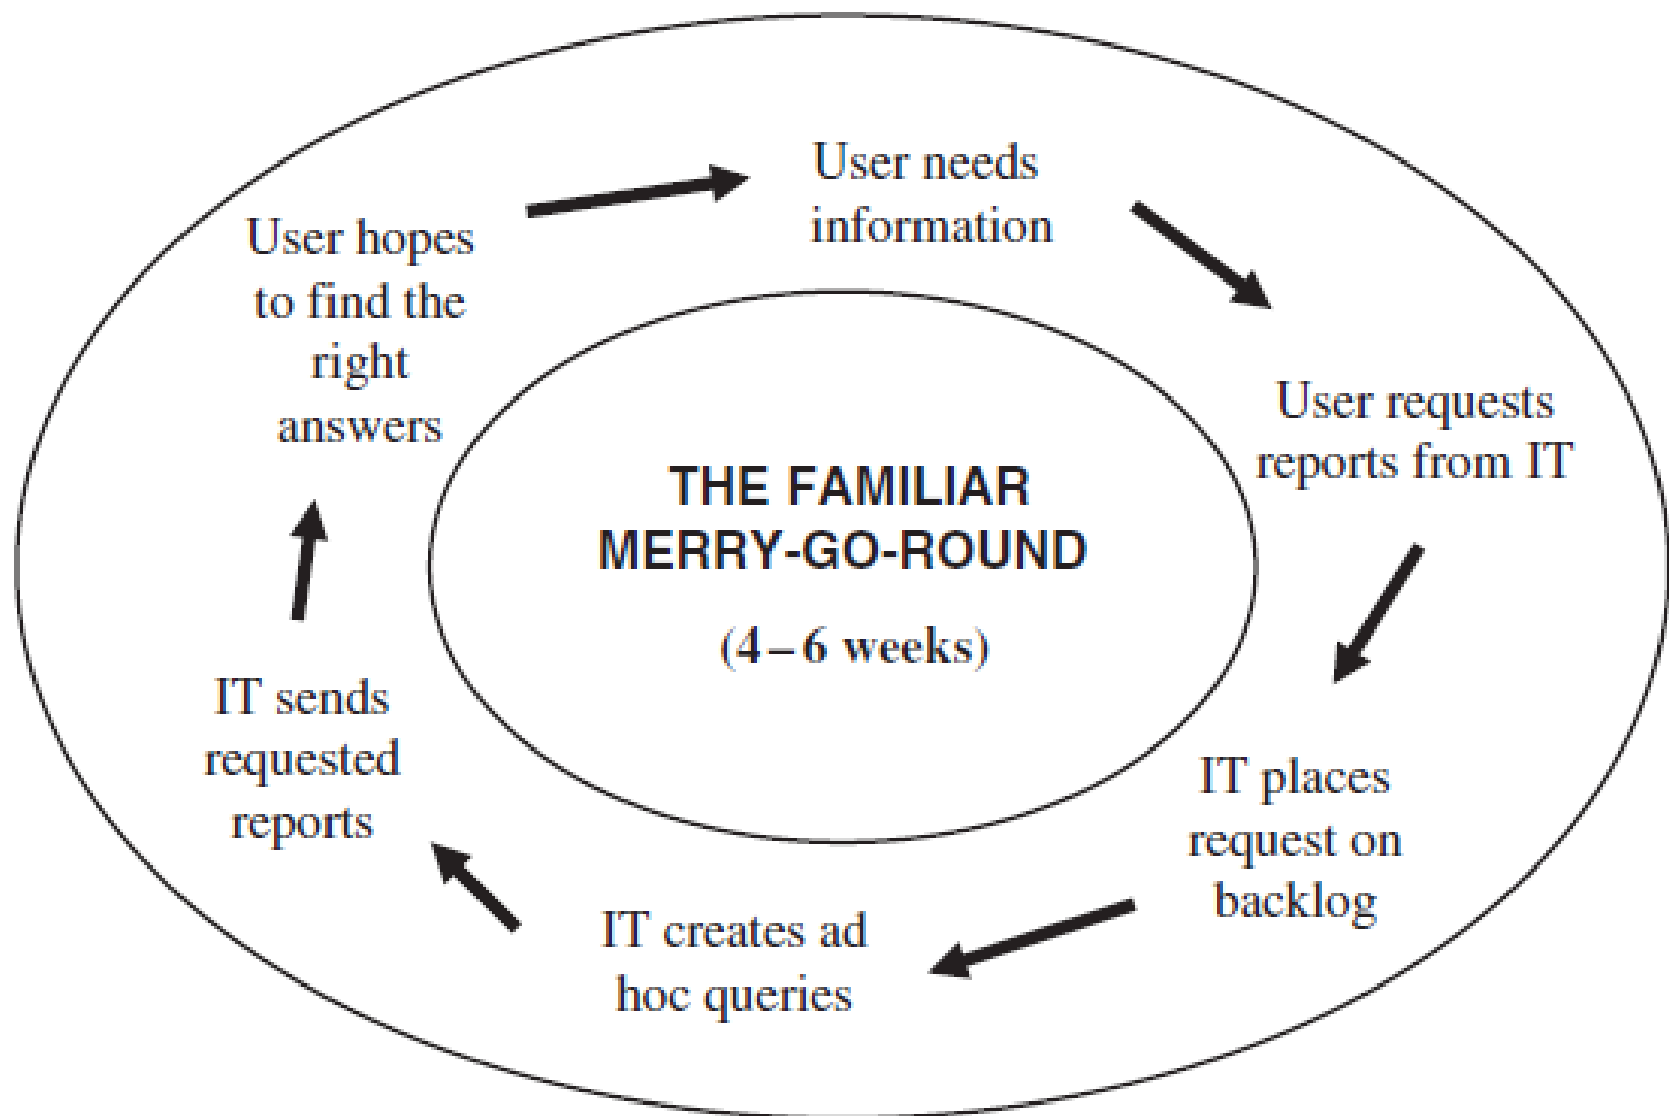 User needs
information
User requests
reports from IT
IT places
request on
backlog
IT creates ad
hoc queries
IT sends
requested
reports
User hopes
to find the
right
answers
THE FAMILIAR
MERRY-GO-ROUND
(4–6 weeks)